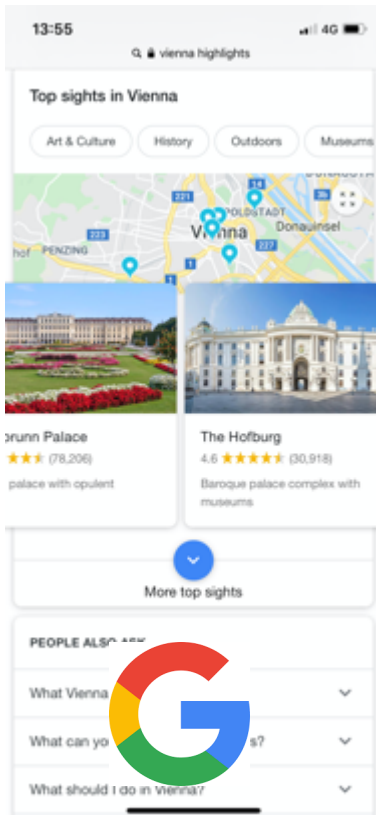 13:55
4G
vienna highlights
Top sights in Vienna
Art & Culture
History
Outdoors
Museums
14
221
3b
POLDSTADT
Vienna
Donauinsel
223
hof
PENZING
1
227
1
brunn Palace
(78,206)
palace with opulent
The Hofburg
4.6
(30,918)
Baroque palace complex with
museums
More top sights
PEOPLE ALSO ASK
What Vienna
What can yo
s?
What should I do in Vienna?